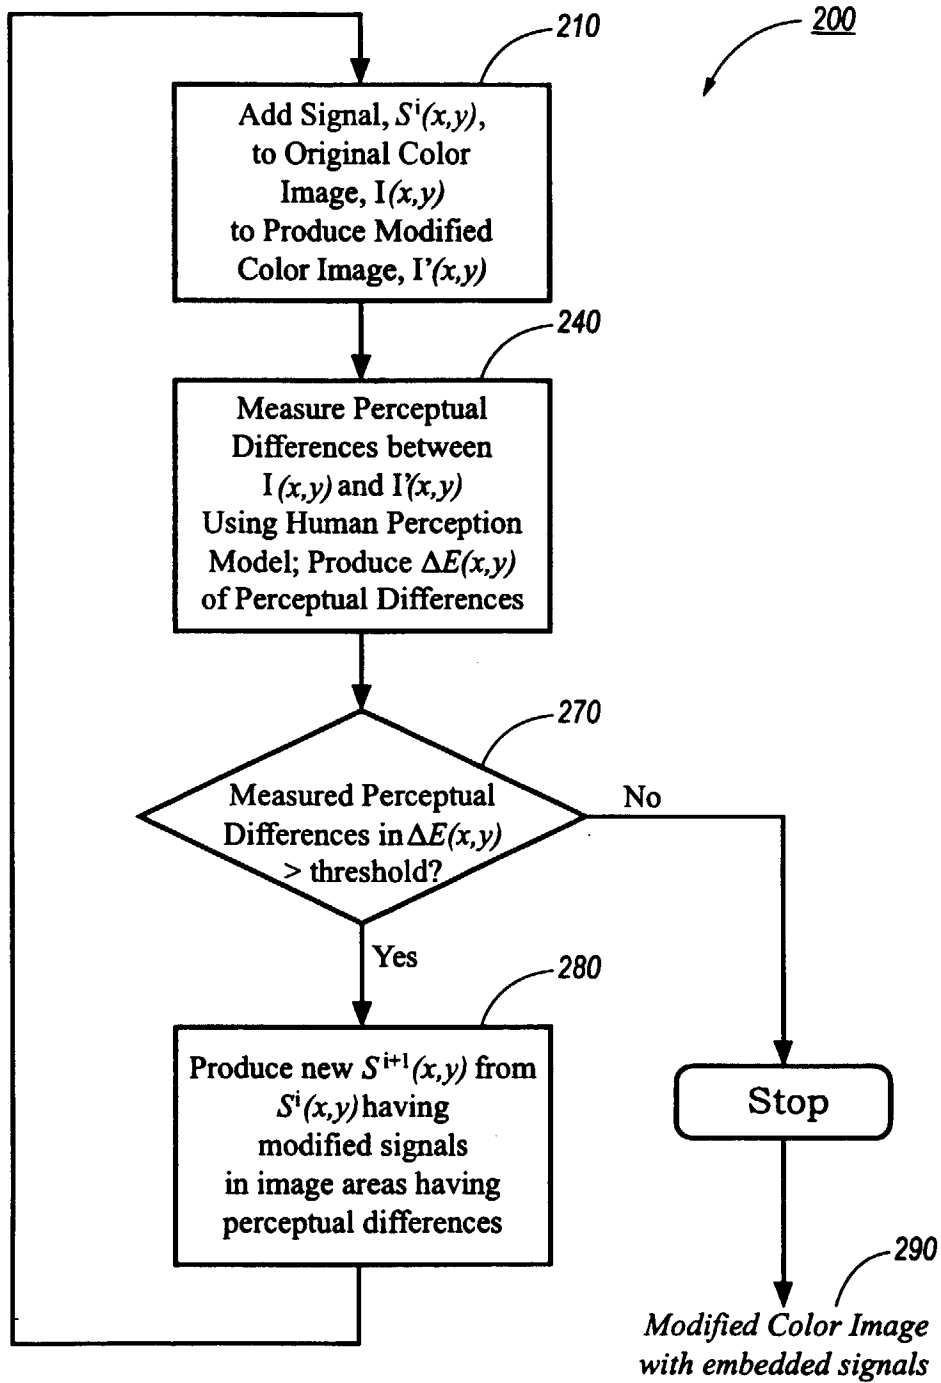 210
200
Add Signal, Sⁱ(x,y),
to Original Color
Image, I(x,y)
to Produce Modified
Color Image, I'(x,y)
240
Measure Perceptual
Differences between
I(x,y) and I'(x,y)
Using Human Perception
Model; Produce ΔE(x,y)
of Perceptual Differences
270
Measured Perceptual
Differences in ΔE(x,y)
> threshold?
No
Yes
280
Produce new Sⁱ⁺¹(x,y) from
Sⁱ(x,y) having
modified signals
in image areas having
perceptual differences
Stop
290
Modified Color Image
with embedded signals